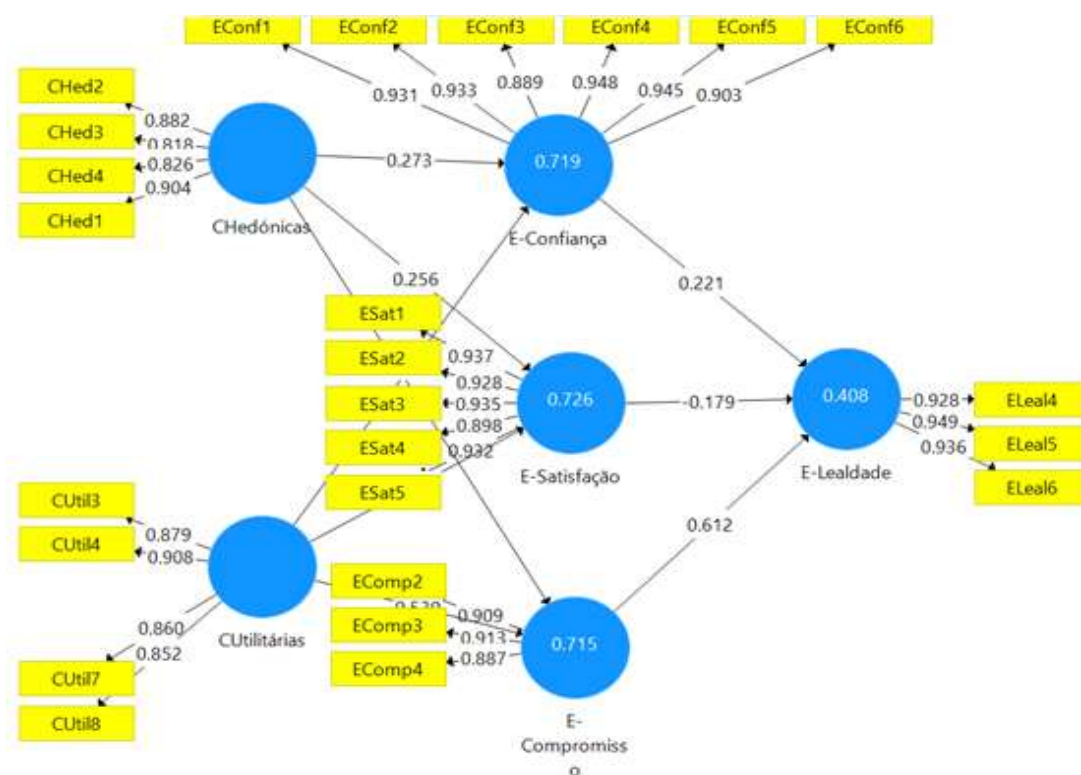 EConf1
EConf2
EConf3
EConf4
EConf5
EConf6
0.931
0.933
0.889
0.948
0.945
0.903
CHed2
CHed3
CHed4
CHed1
0.882
0.818
0.826
0.904
CHedónicas
0.273
0.719
E-Confiança
0.256
0.221
ESat1
ESat2
ESat3
ESat4
ESat5
0.937
0.928
0.935
0.898
0.932
0.726
E-Satisfação
-0.179
0.408
E-Lealdade
0.928
0.949
0.936
ELeal4
ELeal5
ELeal6
CUtil3
CUtil4
0.879
0.908
0.860
0.852
CUtil7
CUtil8
CUtilitárias
EComp2
EComp3
EComp4
0.909
0.913
0.887
0.715
0.612
E-
Compromiss
o